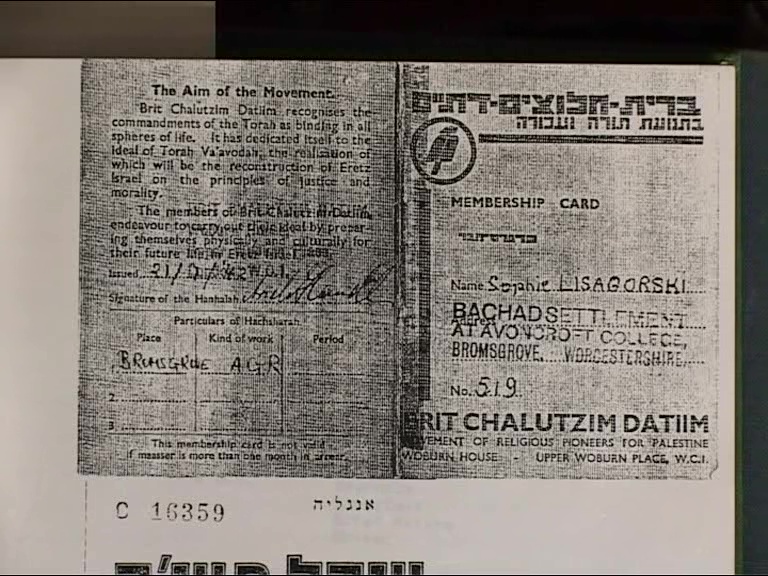 The Aim of the Movement.
Brit Chalutzim Datiim recognises the
commandments of the Torah as binding in all
spheres of life. It has dedicated itself to the
ideal of Torah Va'avodah, the realisation of
which will be the reconstruction of Eretz
Israel on the principles of justice and
morality.
The members of Brit Chalutzim Datiim,
endeavour to carry out their ideal by prepar-
ing themselves physically and culturally for
their future life in Eretz Israel.
Issued
Signature of the Hanhalah
Particulars of Hachsharah
Place Kind of work Period
BROMSGROVE AGR
2.
3
This membership card is not valid
if maaser is more than one month in arrear.
ברית-חלוצים-דתיים
בתנועת תורה ועבודה
MEMBERSHIP CARD
כרטיס חבר
Name Sophie LISAGORSKI
BACHAD SETTLEMENT
AT AVONCROFT COLLEGE,
BROMSGROVE. WORCESTERSHIRE.
No. 519
BRIT CHALUTZIM DATIIM
MOVEMENT OF RELIGIOUS PIONEERS FOR PALESTINE
WOBURN HOUSE - UPPER WOBURN PLACE, W.C.1.
C 16359
אנגליה